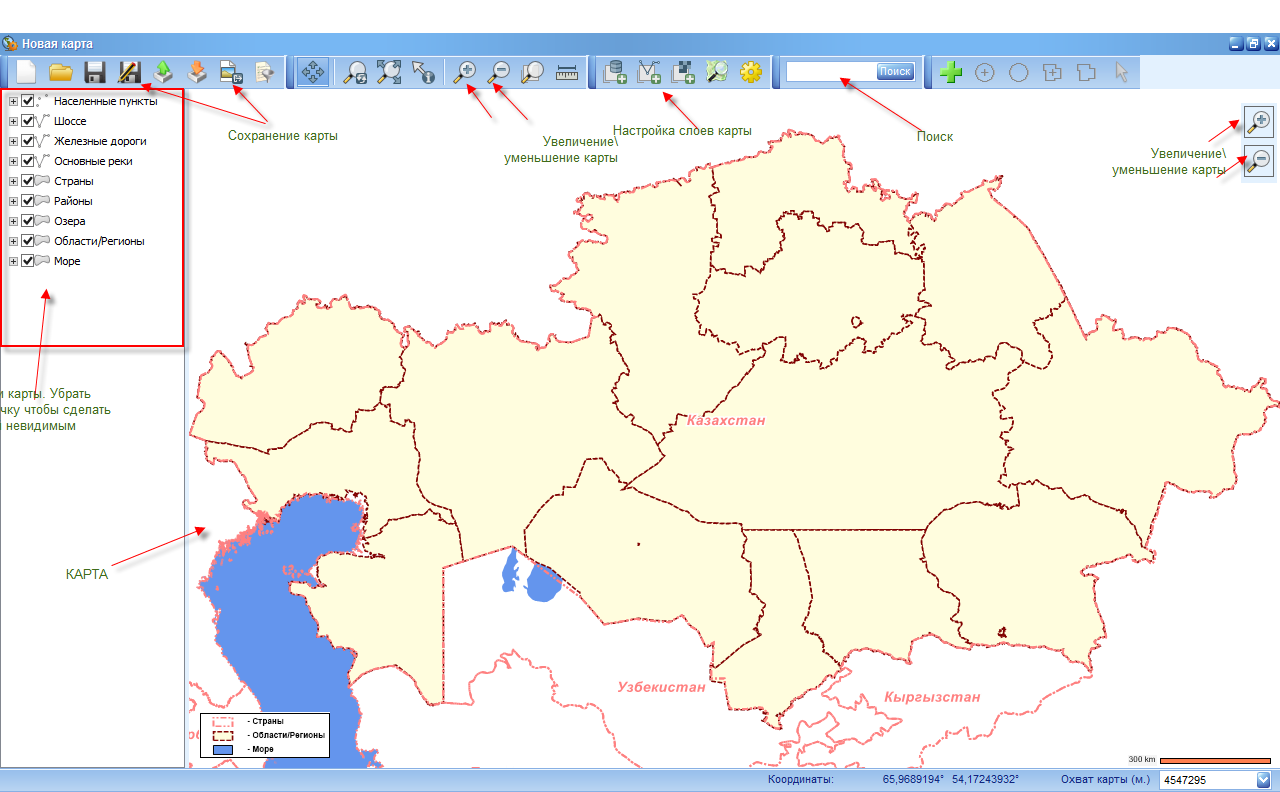 Новая карта
Поиск
Населенные пункты
Шоссе
Железные дороги
Основные реки
Страны
Районы
Озера
Области/Регионы
Море
Сохранение карты
Увеличение\
уменьшение карты
Настройка слоев карты
Поиск
Увеличение\
уменьшение карты
карты. Убрать
чку чтобы сделать
невидимым
КАРТА
Казахстан
Узбекистан
Кыргызстан
- Страны
- Области/Регионы
- Море
300 km
Координаты: 65,9689194° 54,17243932° Охват карты (м.) 4547295